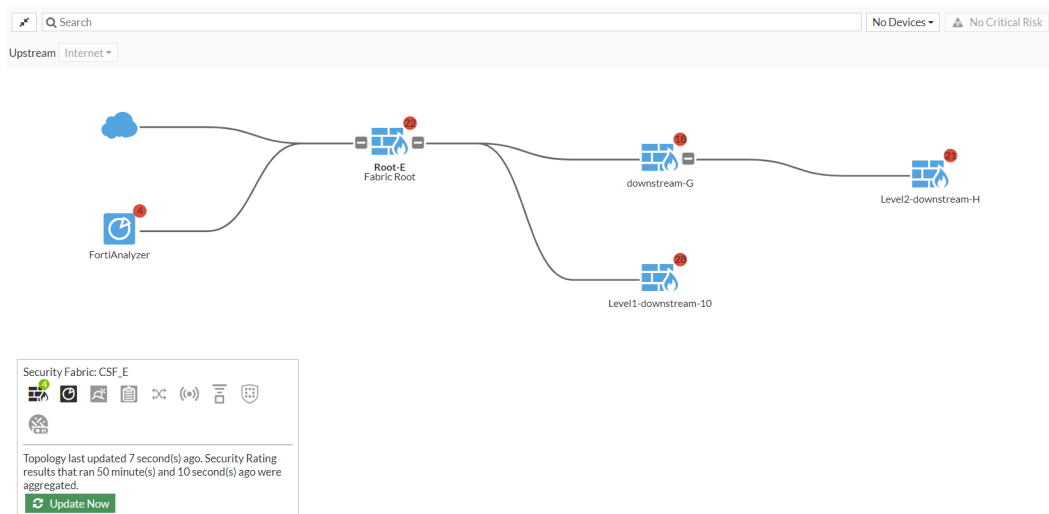 Search
No Devices
No Critical Risk
Upstream Internet
22
Root-E
Fabric Root
18
downstream-G
21
Level2-downstream-H
4
FortiAnalyzer
28
Level1-downstream-10
Security Fabric: CSF_E
4
Topology last updated 7 second(s) ago. Security Rating
results that ran 50 minute(s) and 10 second(s) ago were
aggregated.
Update Now